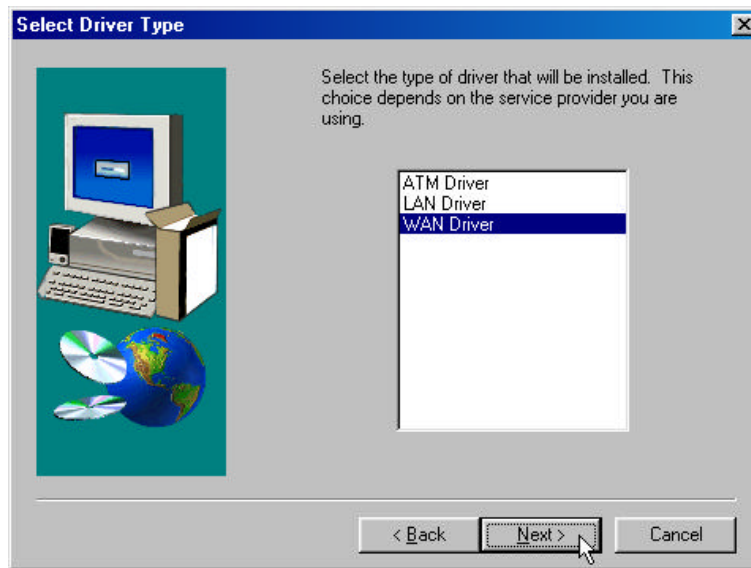 Select Driver Type
Select the type of driver that will be installed. This
choice depends on the service provider you are
using.
ATM Driver
LAN Driver
WAN Driver
< Back
Next >
Cancel